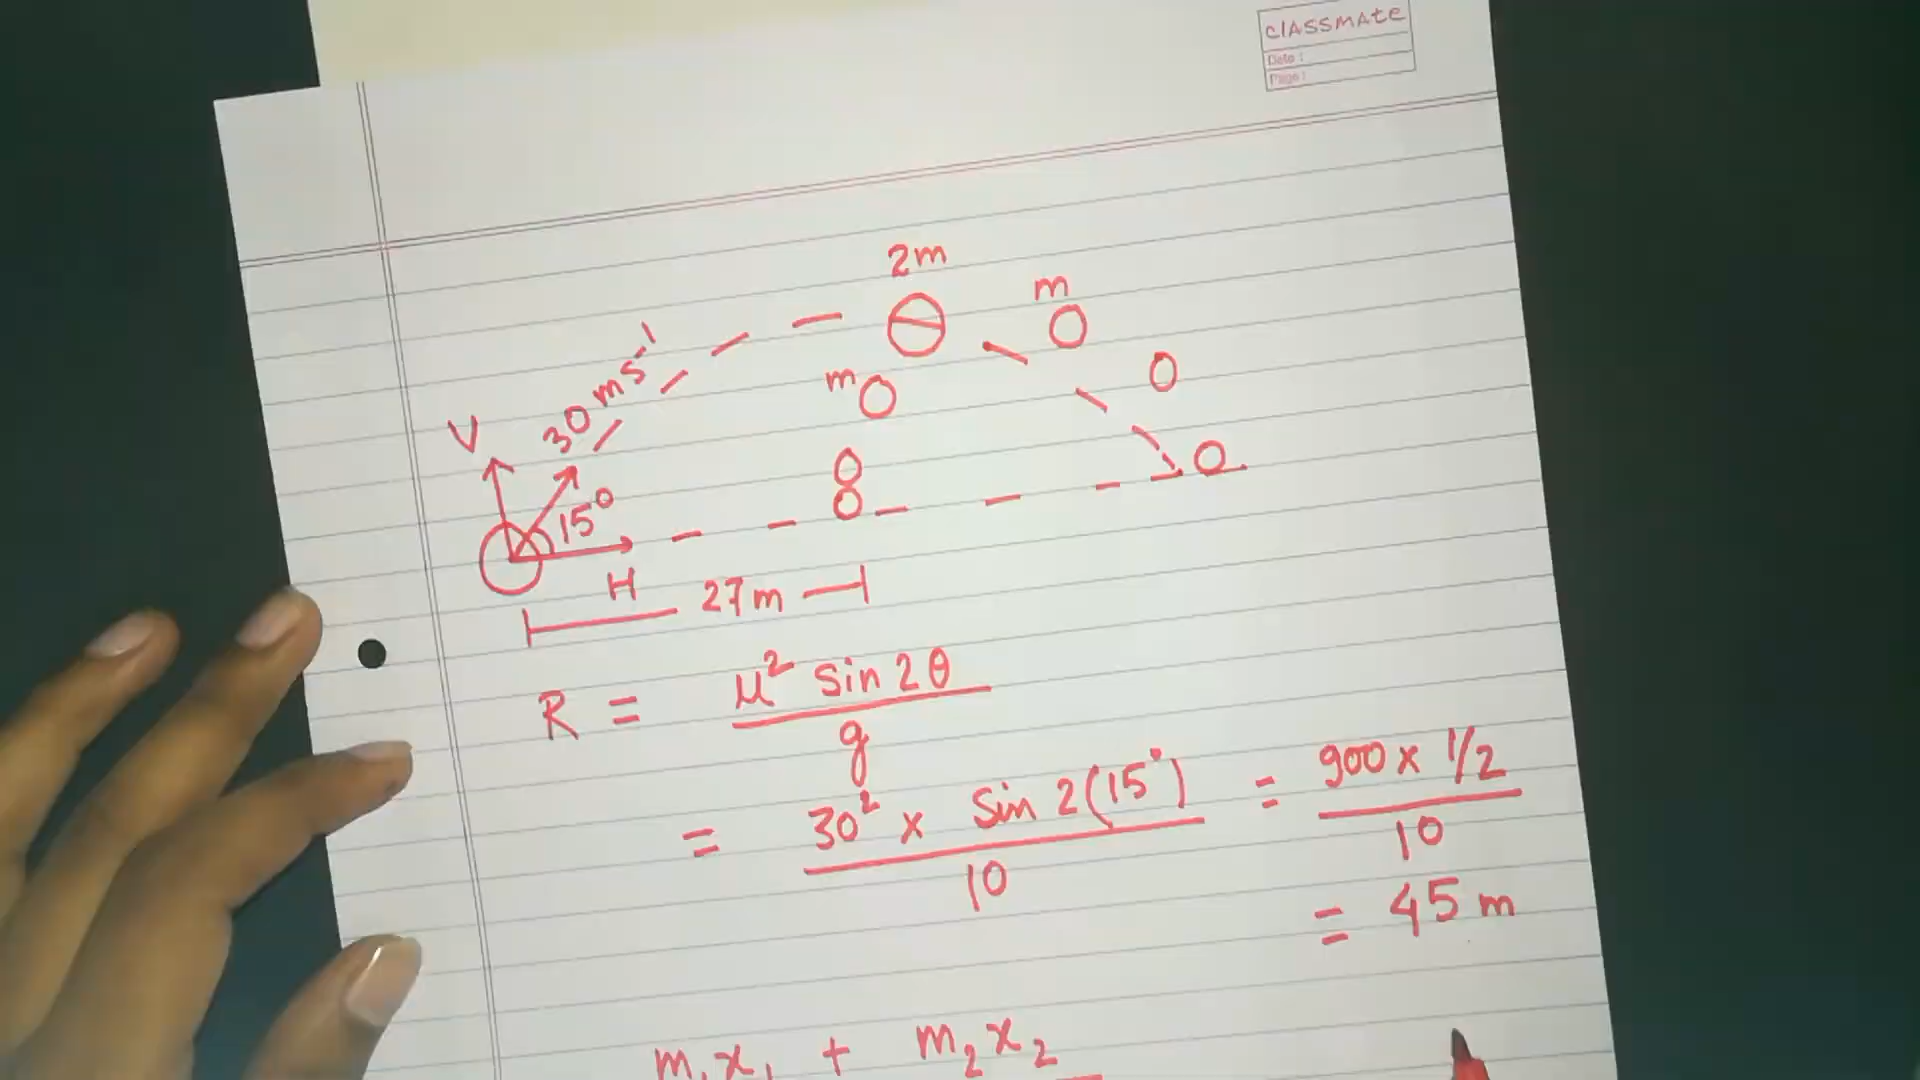 classmate
Date :
Page :
2m
m
30 ms⁻¹
m
V
15°
H
27m
R = u² Sin 2θ / g
= 30² x Sin 2(15°) / 10 = 900 x 1/2 / 10
= 45 m
m₁x₁ + m₂x₂